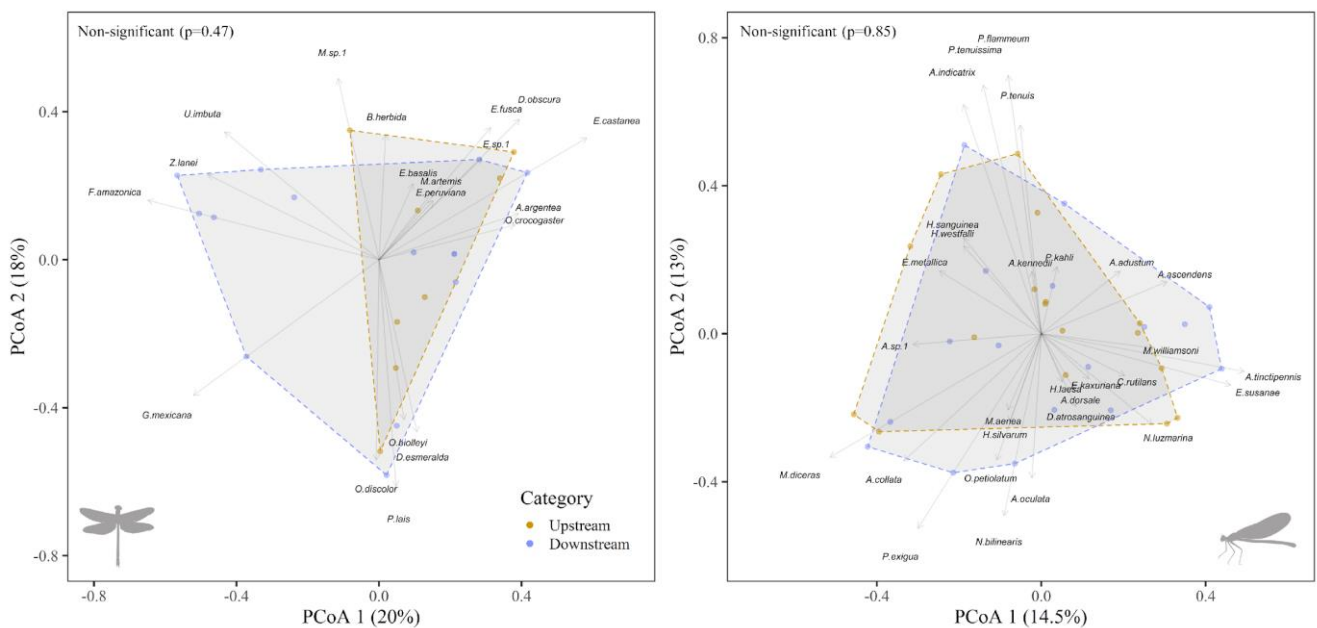 Non-significant (p=0.47)
M.sp.1
D.obscura
E.fusca
U.imbuta
B.herbida
E.castanea
E.sp.1
Z.lanei
E.basalis
M.artemis
F.amazonica
E.peruviana
A.argentea
O.crocogaster
G.mexicana
O.biolleyi
D.esmeralda
O.discolor
P.lais
Category
Upstream
Downstream
0.4
0.0
-0.4
-0.8
-0.8
-0.4
0.0
0.4
PCoA 2 (18%)
PCoA 1 (20%)
Non-significant (p=0.85)
P.flammeum
P.tenuissima
A.indicatrix
P.tenuis
H.sanguinea
H.westfalli
E.metallica
A.kennedii
P.kahli
A.adustum
A.ascendens
A.sp.1
M.williamsoni
A.tinctipennis
H.laesa
E.kaxuriana
C.rutilans
E.susanae
A.dorsale
M.aenea
D.atrosanguinea
H.silvarum
N.luzmarina
M.diceras
A.collata
O.petiolatum
A.oculata
N.bilinearis
P.exigua
0.8
0.4
0.0
-0.4
-0.4
0.0
0.4
PCoA 2 (13%)
PCoA 1 (14.5%)